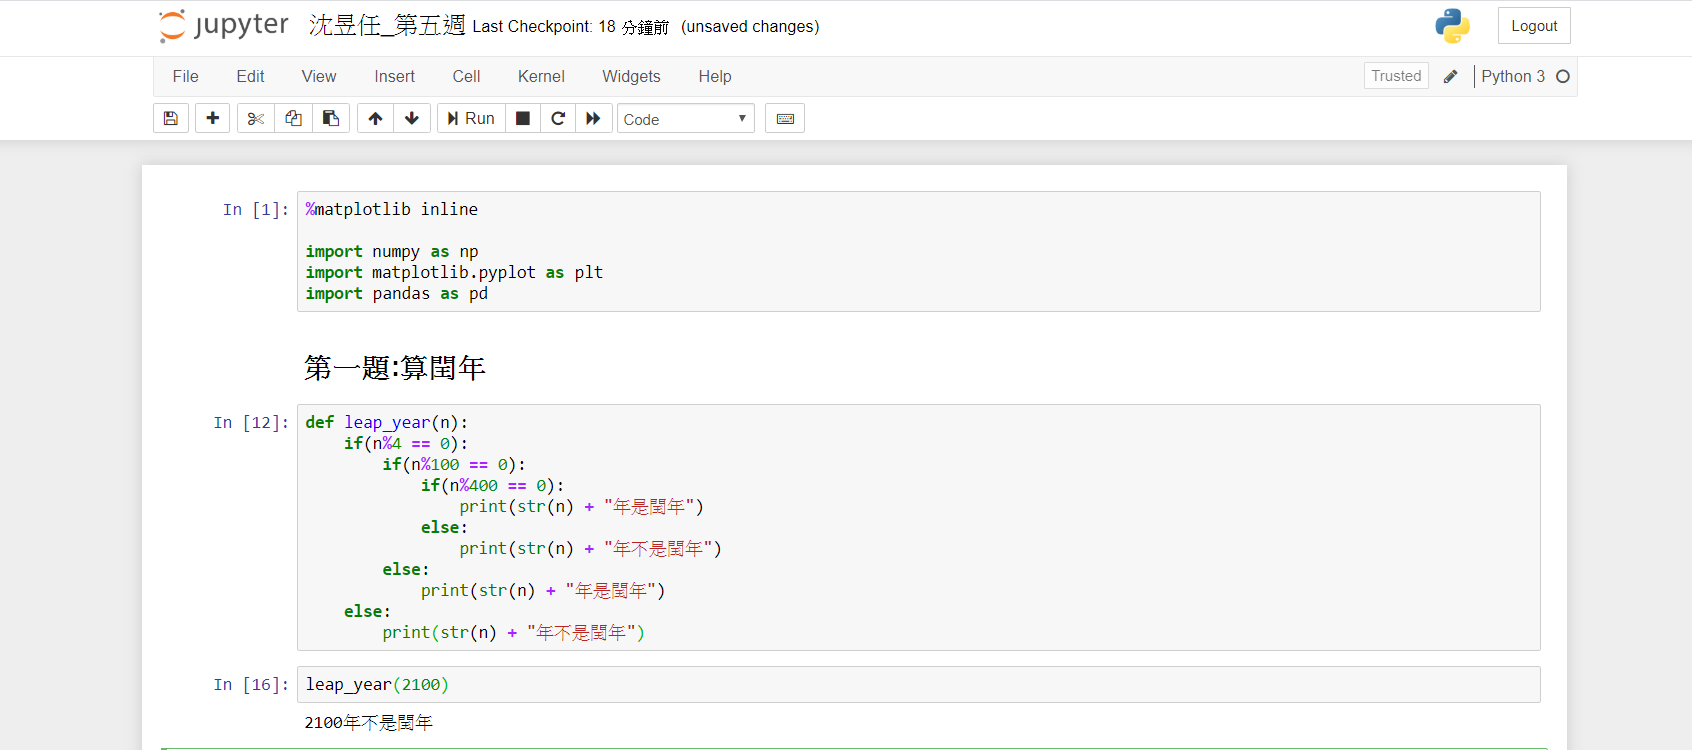 jupyter 沈昱任_第五週 Last Checkpoint: 18 分鐘前 (unsaved changes) Logout
File Edit View Insert Cell Kernel Widgets Help Trusted Python 3
Run Code
In [1]: %matplotlib inline
import numpy as np
import matplotlib.pyplot as plt
import pandas as pd
第一題:算閏年
In [12]: def leap_year(n):
    if(n%4 == 0):
        if(n%100 == 0):
            if(n%400 == 0):
                print(str(n) + "年是閏年")
            else:
                print(str(n) + "年不是閏年")
        else:
            print(str(n) + "年是閏年")
    else:
        print(str(n) + "年不是閏年")
In [16]: leap_year(2100)
2100年不是閏年